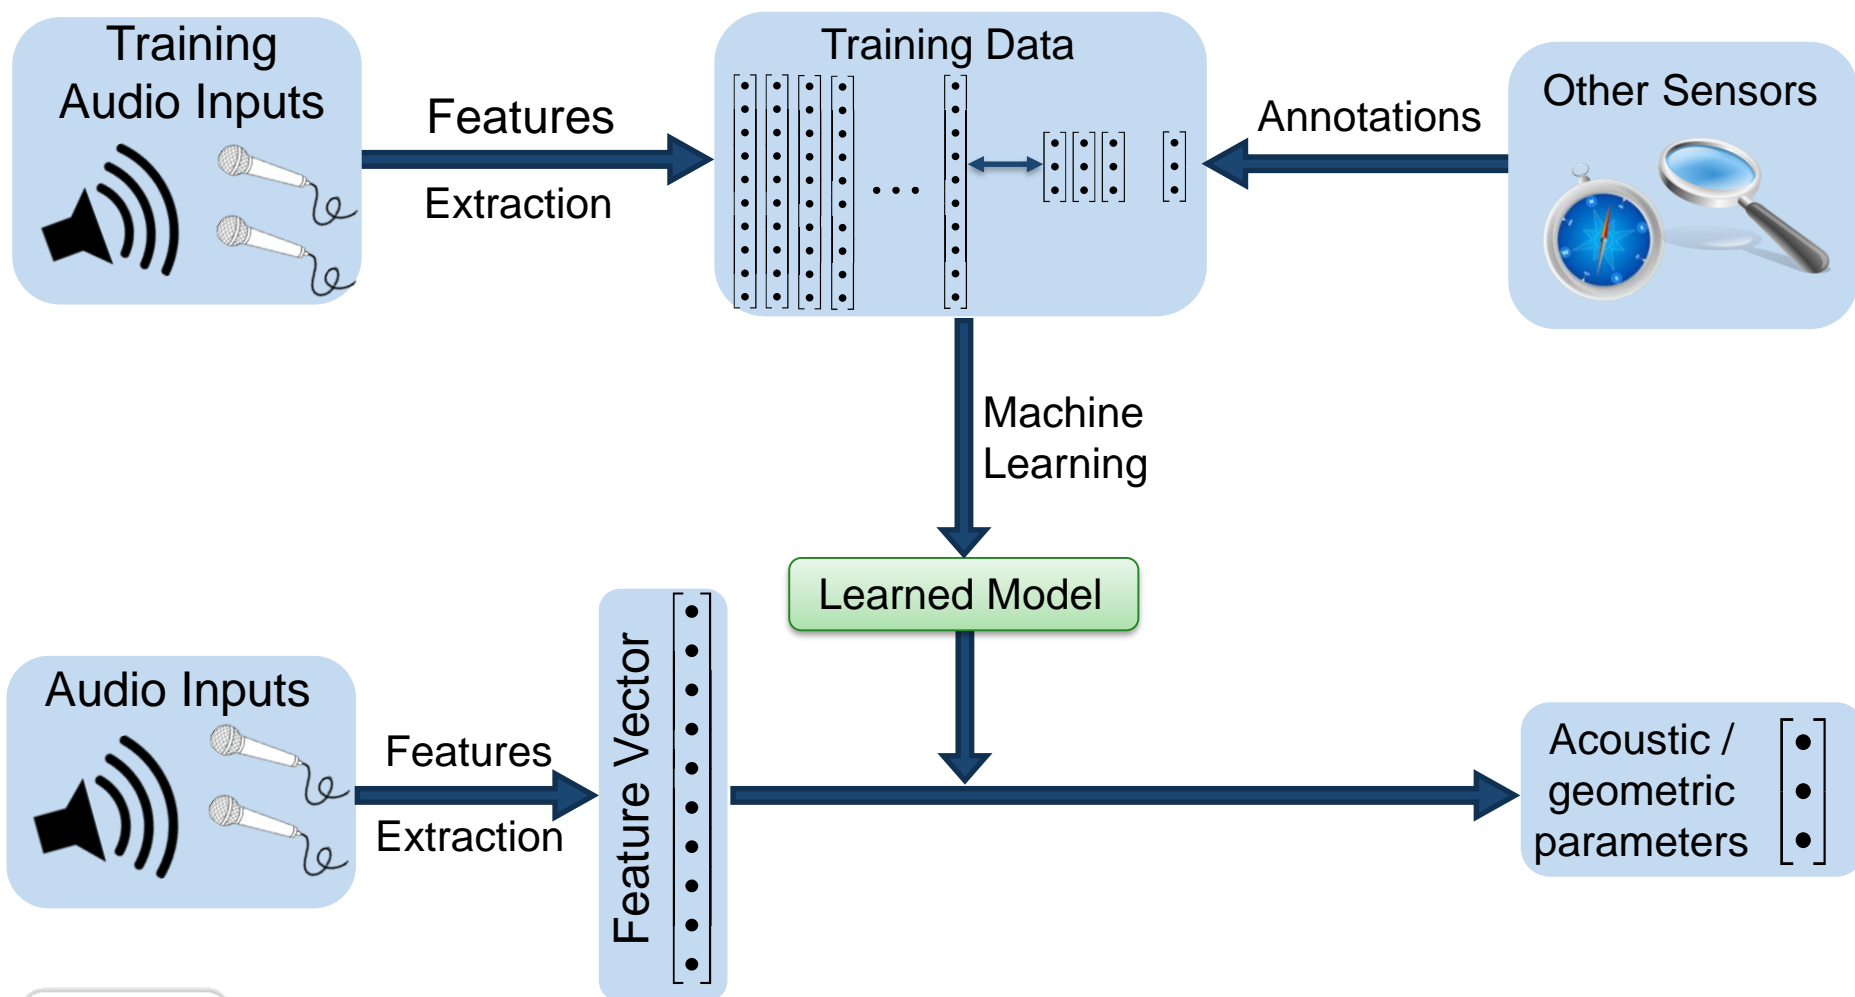 Training
Audio Inputs
Features
Extraction
Training Data
Annotations
Other Sensors
Machine
Learning
Learned Model
Audio Inputs
Features
Extraction
Feature Vector
Acoustic /
geometric
parameters